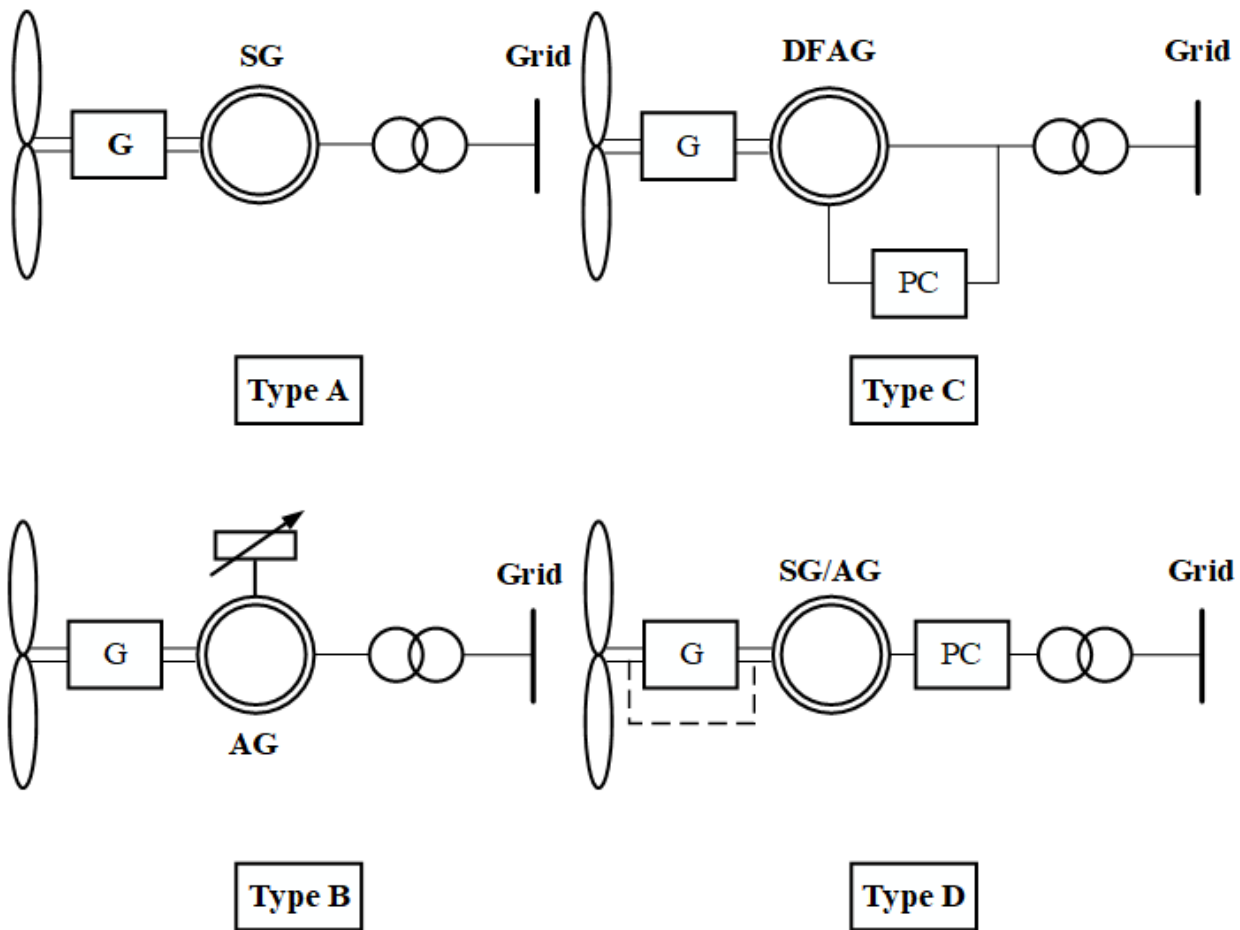 SG
Grid
G
Type A
DFAG
Grid
G
PC
Type C
Grid
G
AG
Type B
SG/AG
Grid
G
PC
Type D